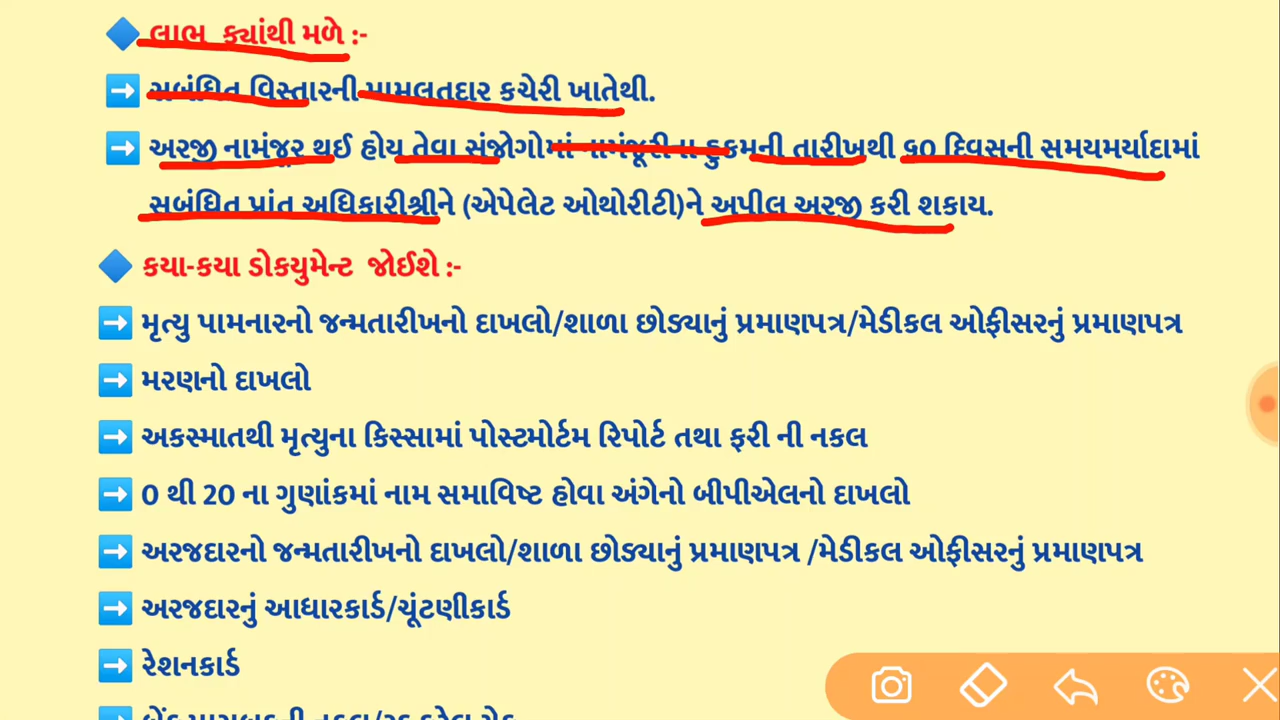 લાભ ક્યાંથી મળે :-
સબંધિત વિસ્તારની મામલતદાર કચેરી ખાતેથી.
અરજી નામંજૂર થઈ હોય તેવા સંજોગોમાં નામંજૂરીના હુકમની તારીખથી ૬૦ દિવસની સમયમર્યાદામાં
સબંધિત પ્રાંત અધિકારીશ્રીને (એપેલેટ ઓથોરીટી)ને અપીલ અરજી કરી શકાય.
કયા-કયા ડોકયુમેન્ટ જોઈશે :-
મૃત્યુ પામનારનો જન્મતારીખનો દાખલો/શાળા છોડ્યાનું પ્રમાણપત્ર/મેડીકલ ઓફીસરનું પ્રમાણપત્ર
મરણનો દાખલો
અકસ્માતથી મૃત્યુના કિસ્સામાં પોસ્ટમોર્ટમ રિપોર્ટ તથા ફરી ની નકલ
0 થી 20 ના ગુણાંકમાં નામ સમાવિષ્ટ હોવા અંગેનો બીપીએલનો દાખલો
અરજદારનો જન્મતારીખનો દાખલો/શાળા છોડ્યાનું પ્રમાણપત્ર /મેડીકલ ઓફીસરનું પ્રમાણપત્ર
અરજદારનું આધારકાર્ડ/ચૂંટણીકાર્ડ
રેશનકાર્ડ